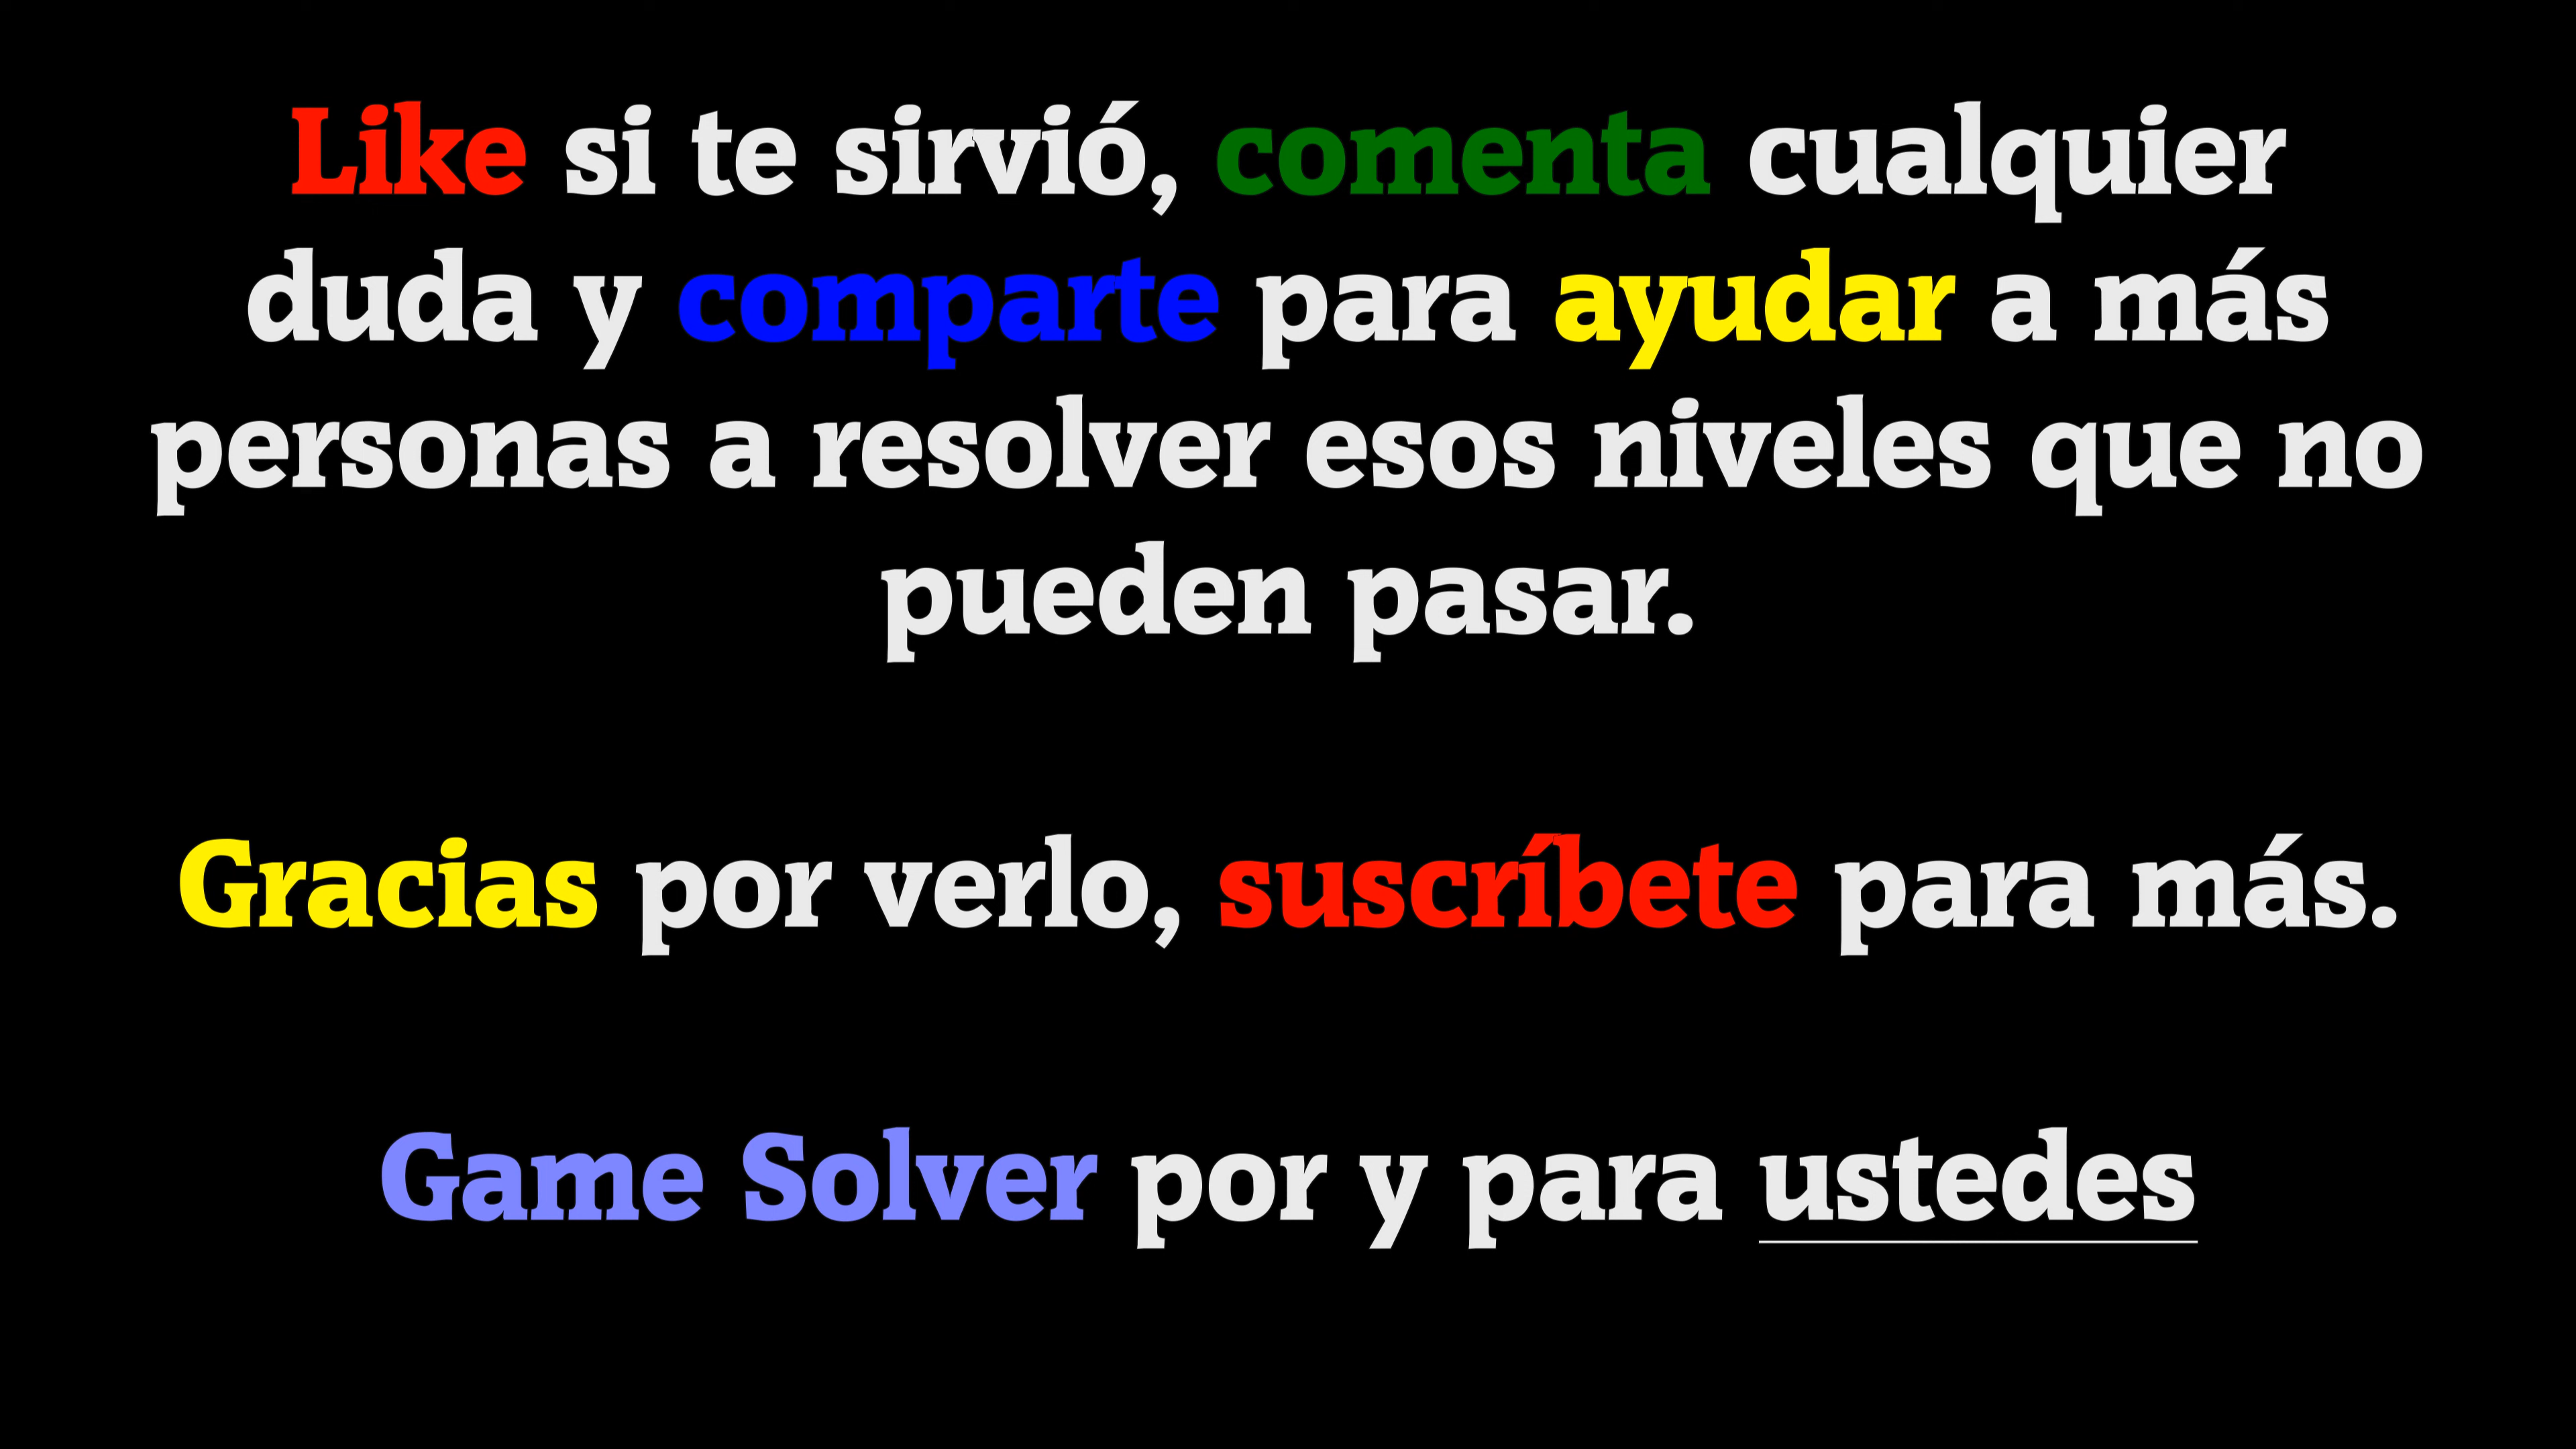 Like si te sirvió, comenta cualquier
duda y comparte para ayudar a más
personas a resolver esos niveles que no
pueden pasar.
Gracias por verlo, suscríbete para más.
Game Solver por y para ustedes